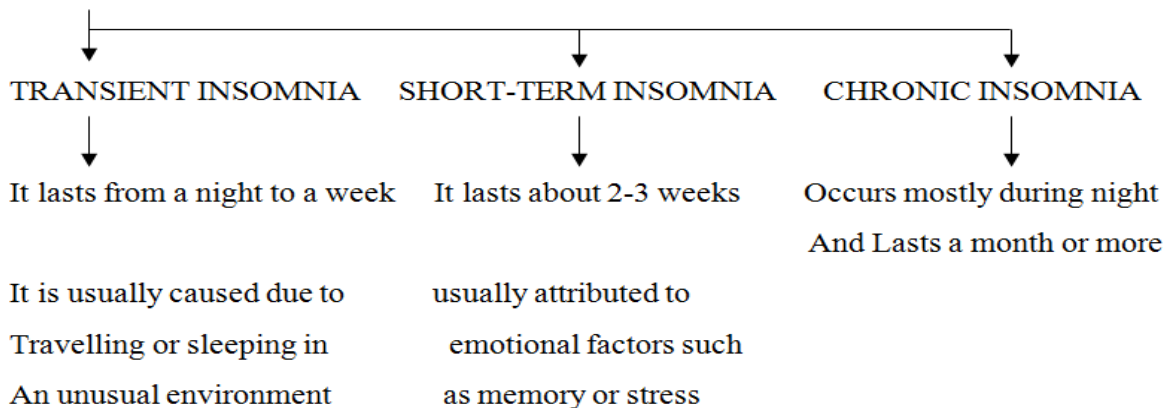 TRANSIENT INSOMNIA SHORT-TERM INSOMNIA CHRONIC INSOMNIA
It lasts from a night to a week It lasts about 2-3 weeks Occurs mostly during night
And Lasts a month or more
It is usually caused due to usually attributed to
Travelling or sleeping in emotional factors such
An unusual environment as memory or stress